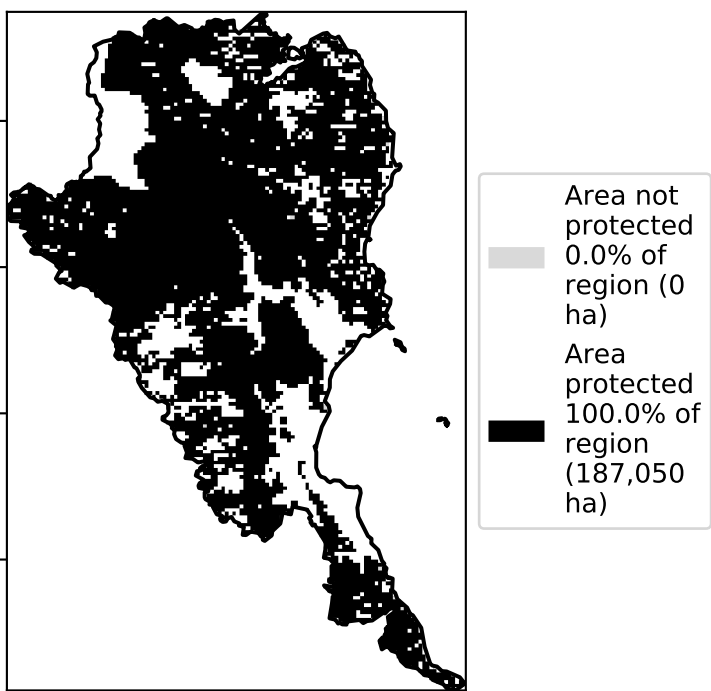 Area not
protected
0.0% of
region (0
ha)
Area
protected
100.0% of
region
(187,050
ha)